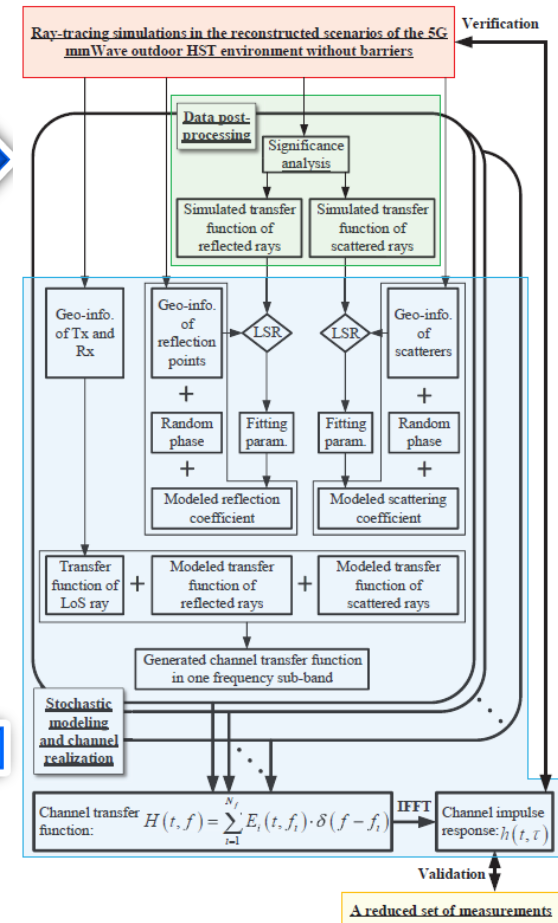 Ray-tracing simulations in the reconstructed scenarios of the 5G
mmWave outdoor HST environment without barriers
Verification
Data post-
processing
Significance
analysis
Simulated transfer
function of
reflected rays
Simulated transfer
function of
scattered rays
Geo-info.
of Tx and
Rx
Geo-info.
of
reflection
points
LSR
LSR
Geo-info.
of
scatterers
+
+
Random
phase
Fitting
param.
Fitting
param.
Random
phase
+
+
Modeled reflection
coefficient
Modeled scattering
coefficient
Transfer
function of
LoS ray
+
Modeled transfer
function of
reflected rays
+
Modeled transfer
function of
scattered rays
Generated channel transfer function
in one frequency sub-band
Stochastic
modeling
and channel
realization
Channel transfer
function:
H(t, f) = ∑_{ι=1}^{N_f} E_ι(t, f_ι) · δ(f − f_ι)
IFFT
Channel impulse
response: h(t, τ)
Validation
A reduced set of measurements